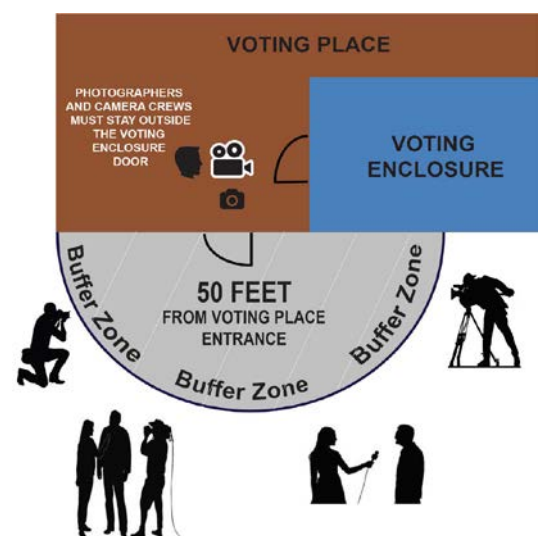 VOTING PLACE
PHOTOGRAPHERS
AND CAMERA CREWS
MUST STAY OUTSIDE
THE VOTING
ENCLOSURE
DOOR
VOTING
ENCLOSURE
Buffer Zone
50 FEET
FROM VOTING PLACE
ENTRANCE
Buffer Zone
Buffer Zone